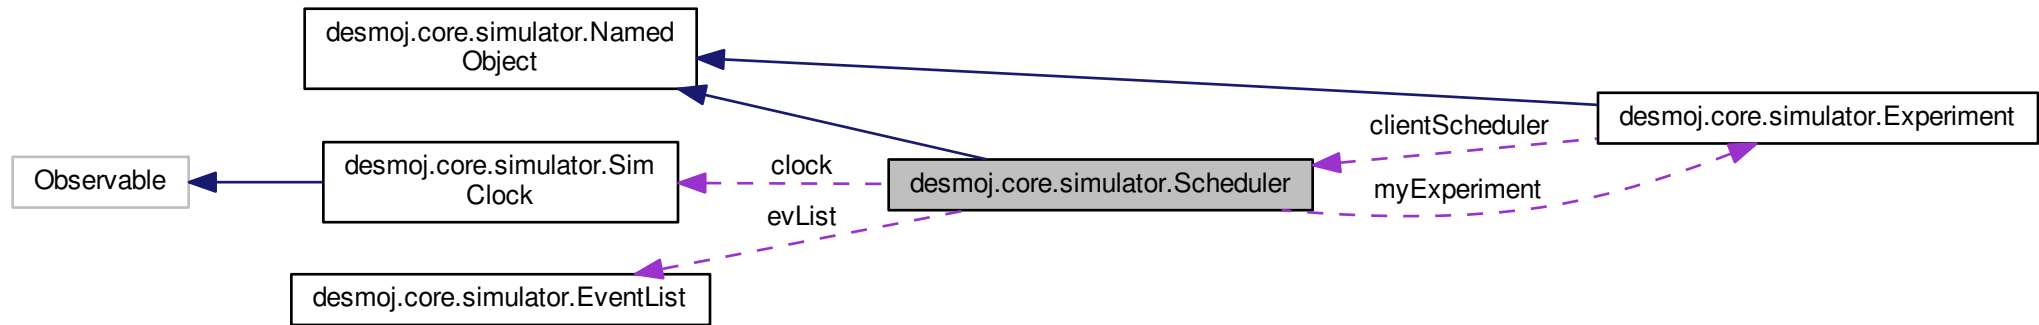 desmoj.core.simulator.Named
Object
desmoj.core.simulator.Experiment
clientScheduler
Observable
desmoj.core.simulator.Sim
Clock
clock
desmoj.core.simulator.Scheduler
myExperiment
evList
desmoj.core.simulator.EventList